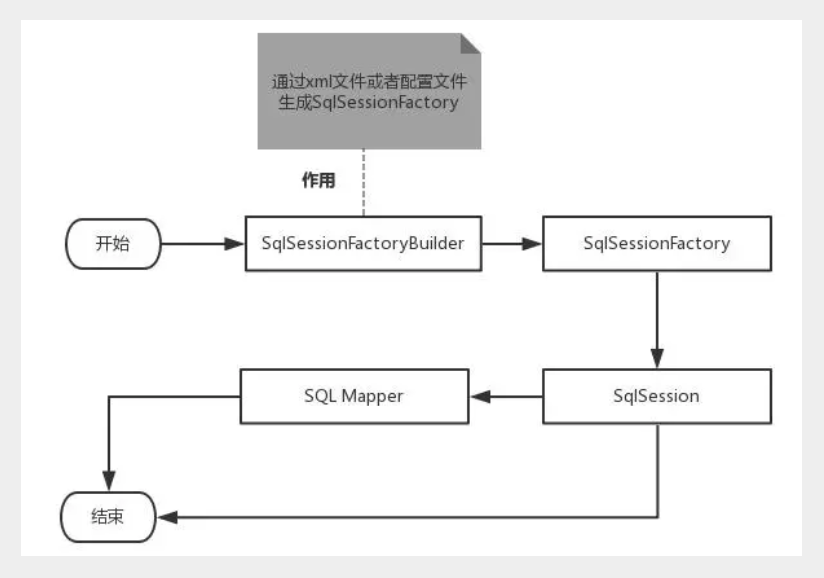 通过xml文件或者配置文件
生成SqlSessionFactory
作用
开始
SqlSessionFactoryBuilder
SqlSessionFactory
SQL Mapper
SqlSession
结束